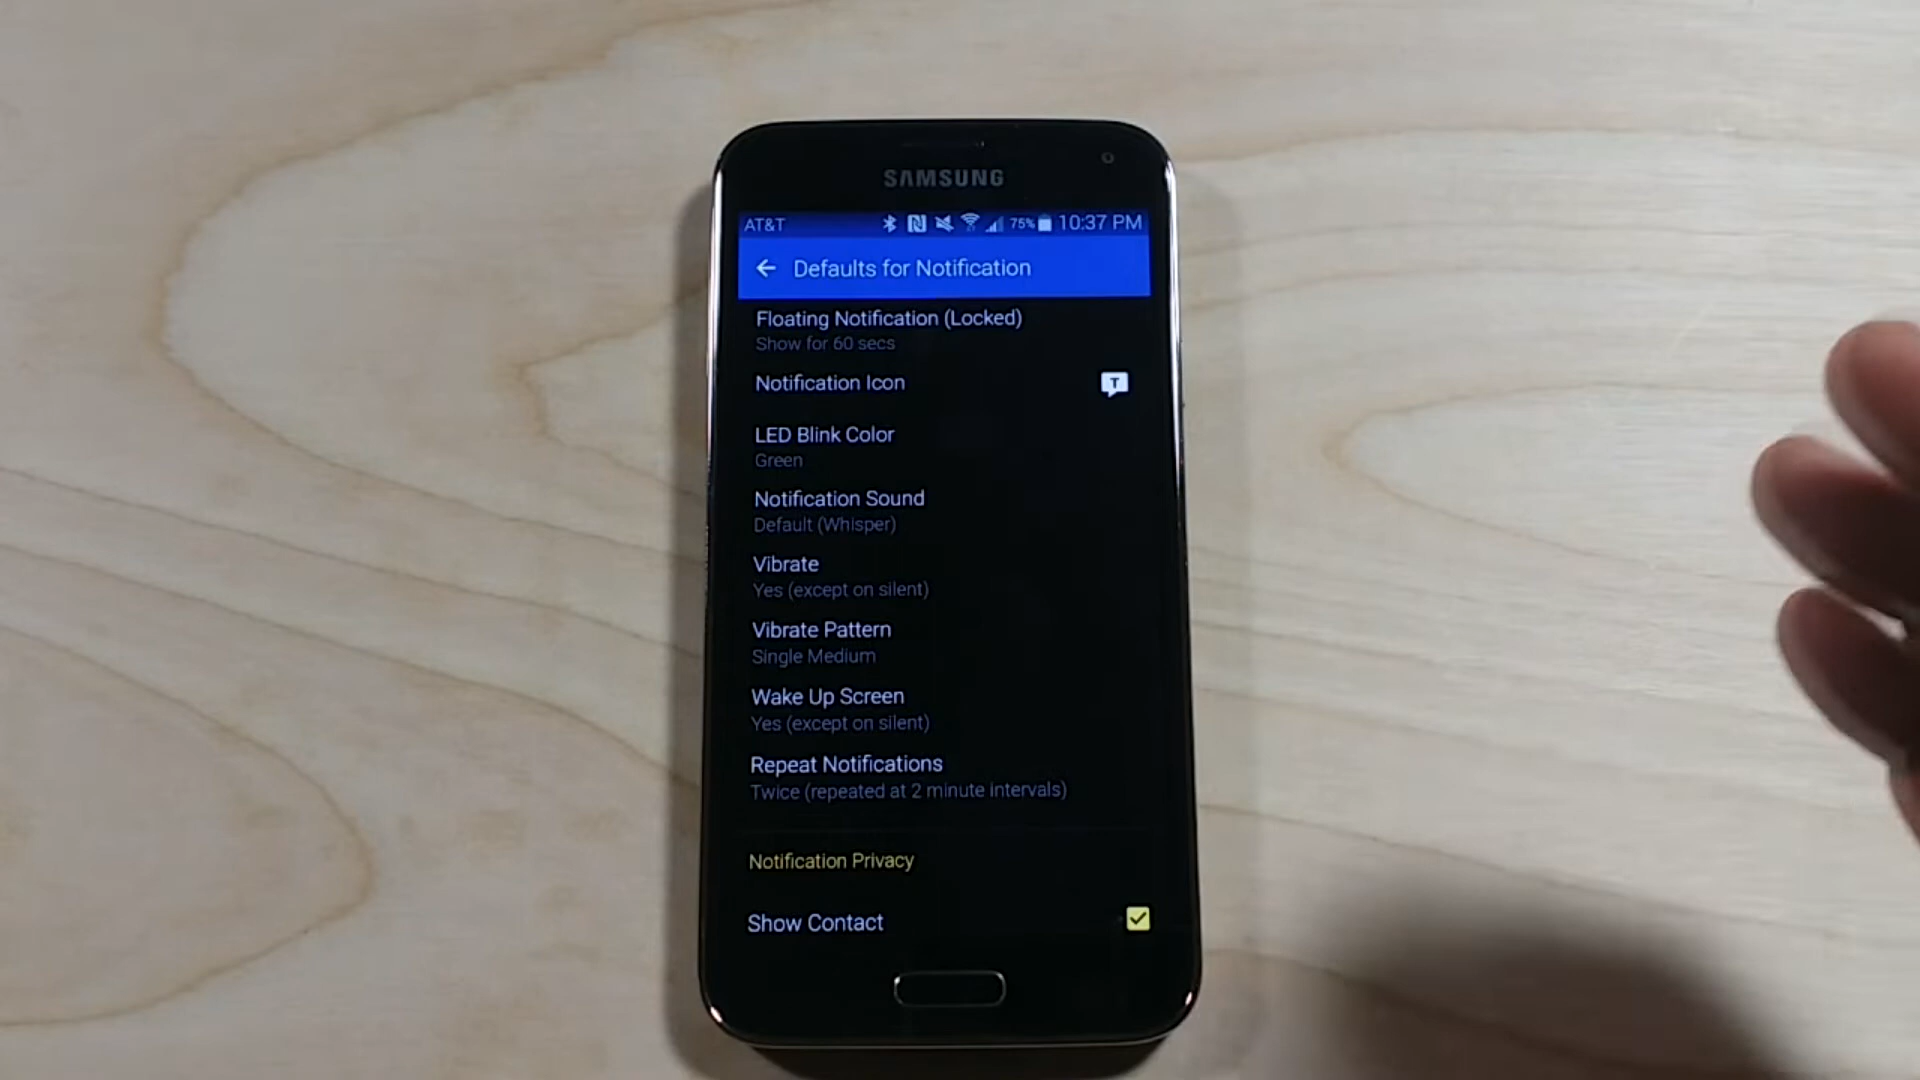 SAMSUNG
AT&T 75% 10:37 PM
Defaults for Notification
Floating Notification (Locked)
Show for 60 secs
Notification Icon
T
LED Blink Color
Green
Notification Sound
Default (Whisper)
Vibrate
Yes (except on silent)
Vibrate Pattern
Single Medium
Wake Up Screen
Yes (except on silent)
Repeat Notifications
Twice (repeated at 2 minute intervals)
Notification Privacy
Show Contact